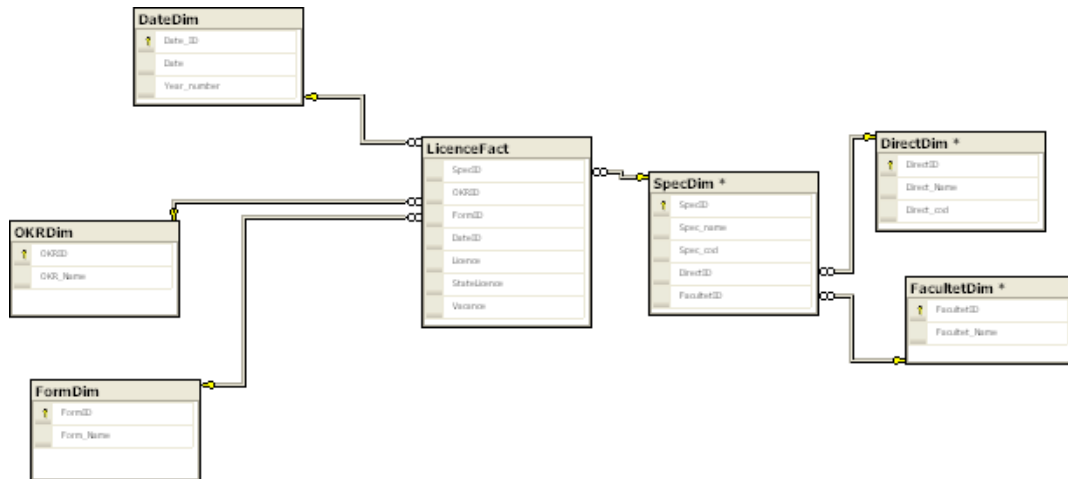 DateDim
Date_ID
Date
Year_number
LicenceFact
SpecID
OKRID
FormID
DateID
Licence
StateLicence
Vacance
SpecDim *
SpecID
Spec_name
Spec_cod
DirectID
FacultetID
DirectDim *
DirectID
Direct_Name
Direct_cod
FacultetDim *
FacultetID
Facultet_Name
OKRDim
OKRID
OKR_Name
FormDim
FormID
Form_Name